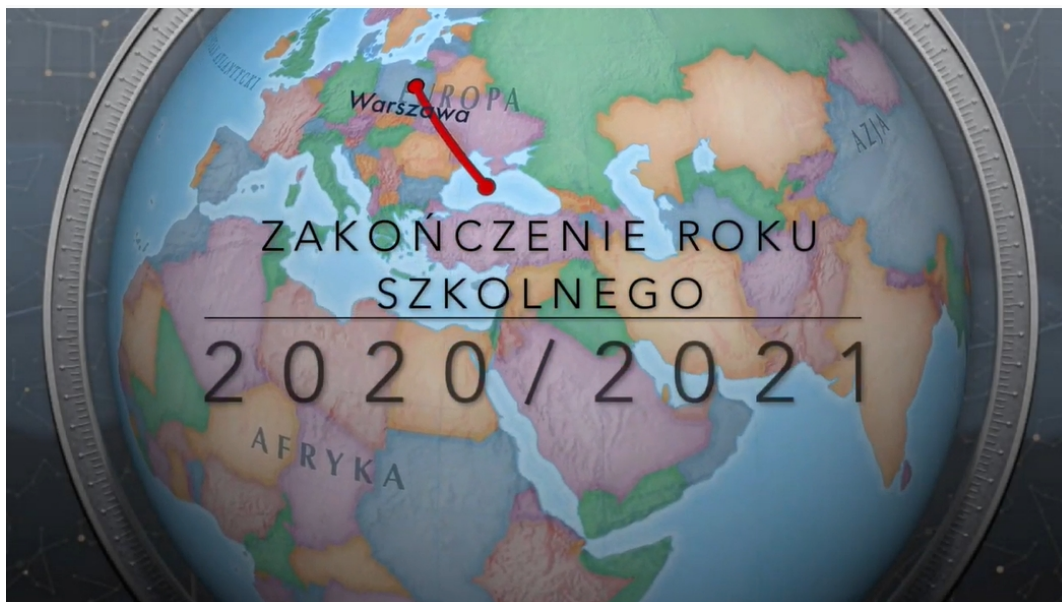 EUROPA
Warszawa
AZJA
ZAKOŃCZENIE ROKU
SZKOLNEGO
2020/2021
AFRYKA